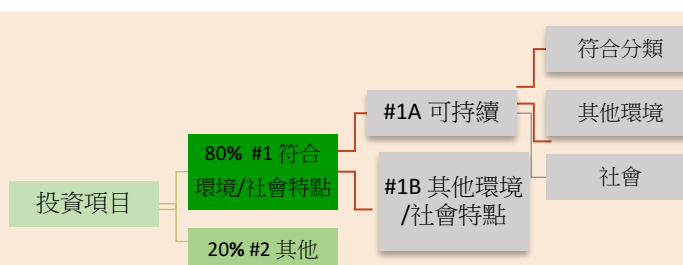 符合分類
#1A 可持續
其他環境
80% #1 符合
環境/社會特點
社會
#1B 其他環境
/社會特點
投資項目
20% #2 其他